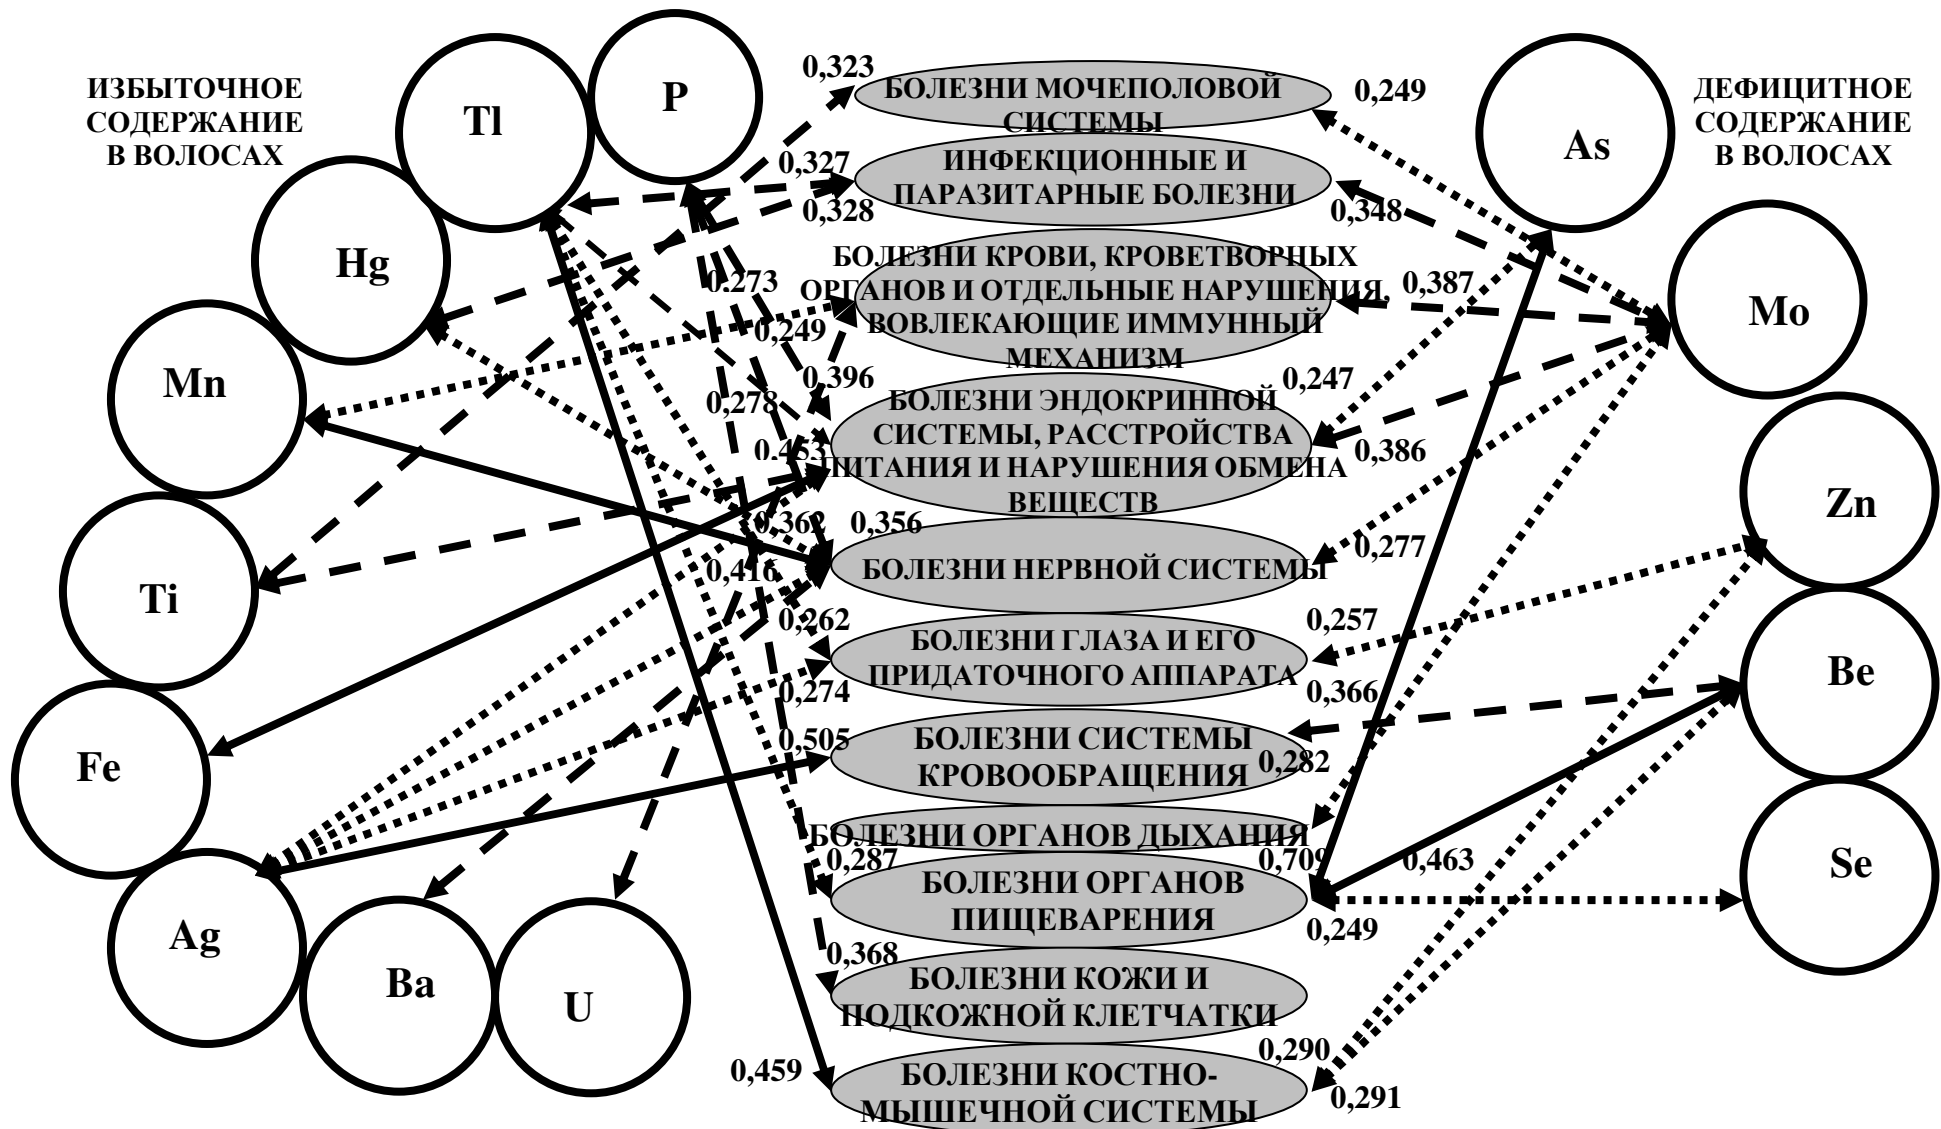 ИЗБЫТОЧНОЕ
СОДЕРЖАНИЕ
В ВОЛОСАХ
P
Tl
Hg
Mn
Ti
Fe
Ag
Ba
U
0,323
0,327
0,328
0,273
0,249
0,396
0,278
0,453
0,362
0,356
0,416
0,262
0,274
0,505
0,287
0,368
0,459
БОЛЕЗНИ МОЧЕПОЛОВОЙ
СИСТЕМЫ
ИНФЕКЦИОННЫЕ И
ПАРАЗИТАРНЫЕ БОЛЕЗНИ
БОЛЕЗНИ КРОВИ, КРОВЕТВОРНЫХ
ОРГАНОВ И ОТДЕЛЬНЫЕ НАРУШЕНИЯ,
ВОВЛЕКАЮЩИЕ ИММУННЫЙ
МЕХАНИЗМ
БОЛЕЗНИ ЭНДОКРИННОЙ
СИСТЕМЫ, РАССТРОЙСТВА
ПИТАНИЯ И НАРУШЕНИЯ ОБМЕНА
ВЕЩЕСТВ
БОЛЕЗНИ НЕРВНОЙ СИСТЕМЫ
БОЛЕЗНИ ГЛАЗА И ЕГО
ПРИДАТОЧНОГО АППАРАТА
БОЛЕЗНИ СИСТЕМЫ
КРОВООБРАЩЕНИЯ
БОЛЕЗНИ ОРГАНОВ ДЫХАНИЯ
БОЛЕЗНИ ОРГАНОВ
ПИЩЕВАРЕНИЯ
БОЛЕЗНИ КОЖИ И
ПОДКОЖНОЙ КЛЕТЧАТКИ
БОЛЕЗНИ КОСТНО-
МЫШЕЧНОЙ СИСТЕМЫ
0,249
0,348
0,387
0,247
0,386
0,277
0,257
0,366
0,282
0,709
0,463
0,249
0,290
0,291
ДЕФИЦИТНОЕ
СОДЕРЖАНИЕ
В ВОЛОСАХ
As
Mo
Zn
Be
Se